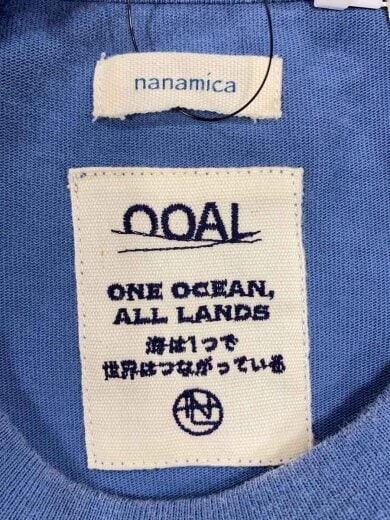 nanamica
OOAL
ONE OCEAN,
ALL LANDS
海は1つで
世界はつながっている